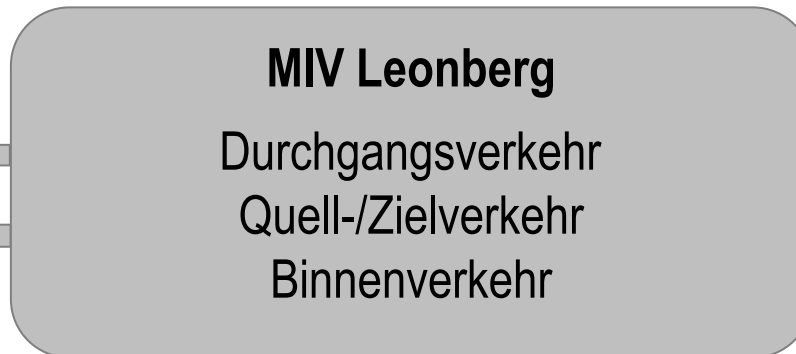 MIV Leonberg
Durchgangsverkehr
Quell-/Zielverkehr
Binnenverkehr